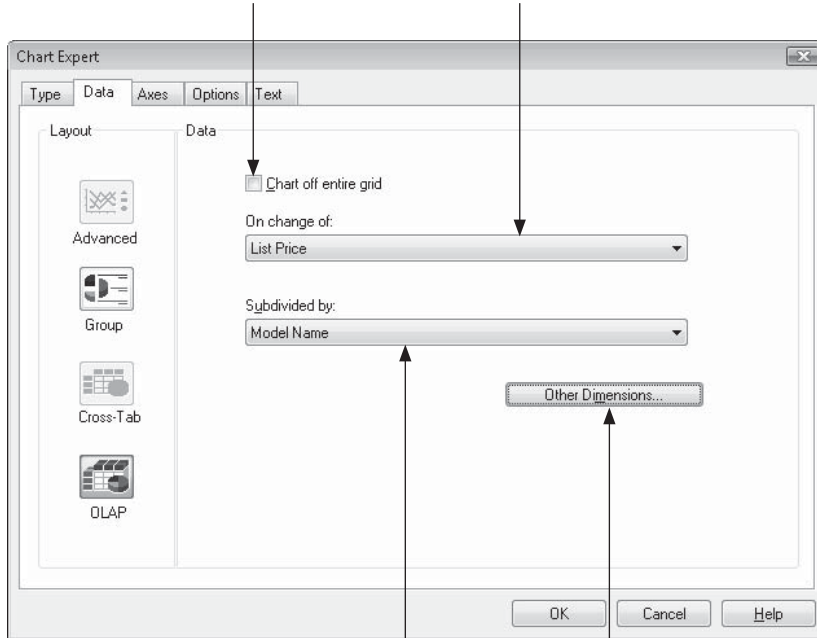 Chart Expert
Type Data Axes Options Text
Layout
Data
Chart off entire grid
Advanced
On change of:
List Price
Group
Subdivided by:
Model Name
Other Dimensions...
Cross-Tab
OLAP
OK Cancel Help